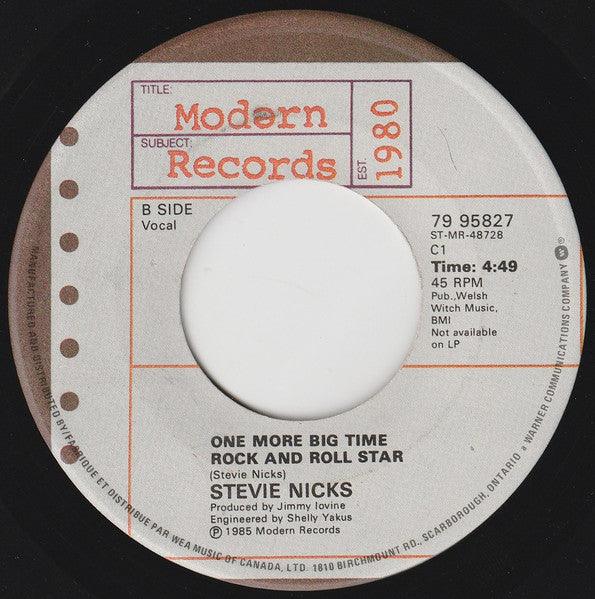 TITLE:
Modern
SUBJECT:
Records
EST.
1980
B SIDE
Vocal
79 95827
ST-MR-48728
C1
Time: 4:49
45 RPM
Pub.,Welsh
Witch Music,
BMI
Not available
on LP
ONE MORE BIG TIME
ROCK AND ROLL STAR
(Stevie Nicks)
STEVIE NICKS
Produced by Jimmy Iovine
Engineered by Shelly Yakus
℗ 1985 Modern Records
MANUFACTURED AND DISTRIBUTED BY/FABRIQUE ET DISTRIBUE PAR WEA MUSIC OF CANADA, LTD. 1810 BIRCHMOUNT RD., SCARBOROUGH, ONTARIO A WARNER COMMUNICATIONS COMPANY W ®